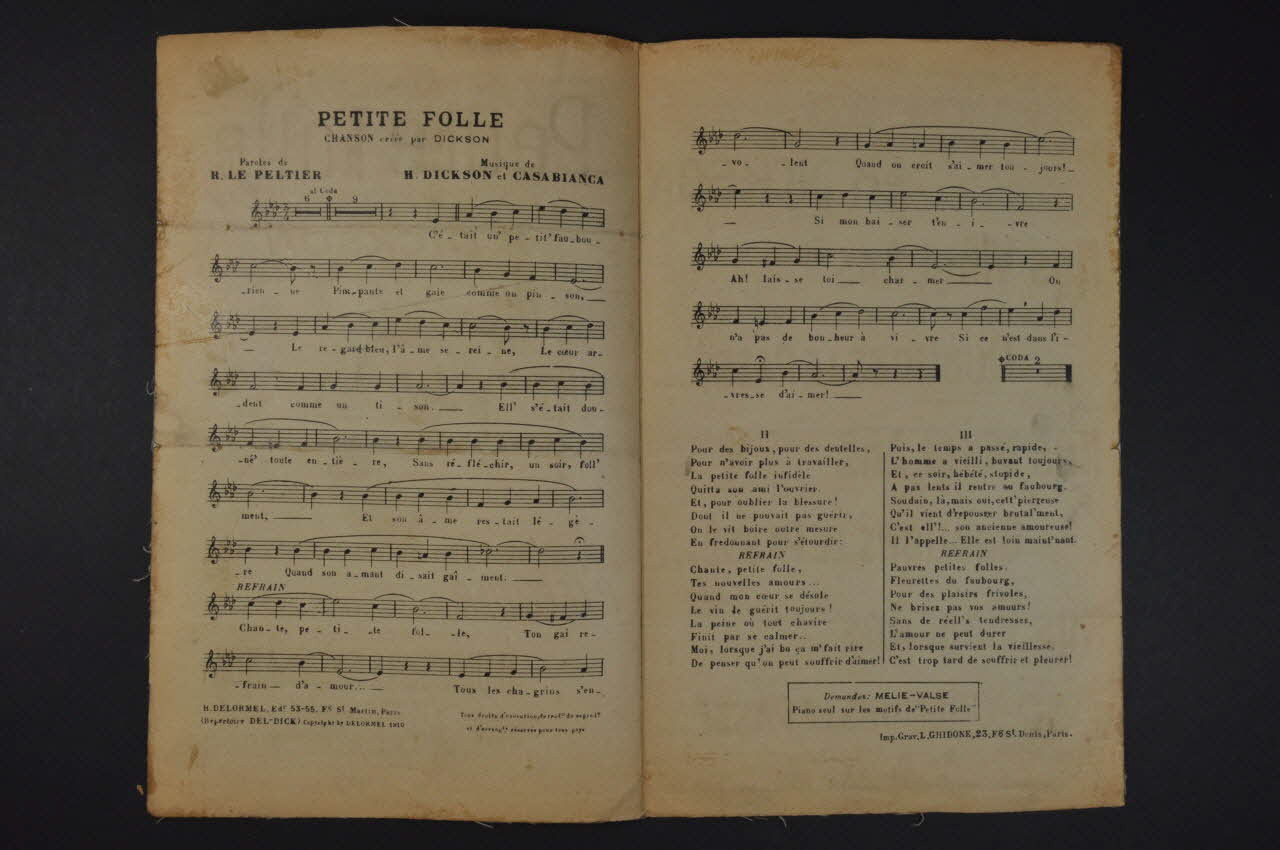 PETITE FOLLE
CHANSON créée par DICKSON
Paroles de
R. LE PELTIER
Musique de
H. DICKSON et CASABIANCA
al Coda
6 9
C'é - tait un' pe - tit' fau - bou -
- rien - ne Pim - pante et gaie comme un pin - son,
Le re - gard bleu, l'â - me se - rei - ne, Le cœur ar -
- dent comme un ti - son. Ell' s'é - tait don -
- né' toute en - tiè - re, Sans ré - flé - chir, un soir, foll'
ment, Et son â - me res - tait lé - gè -
- re Quand son a - mant di - sait gaî - ment.
REFRAIN
Chan - te, pe - ti - te fol - le, Ton gai re -
- frain d'a - mour... Tous les cha - grins s'en -
H. DELORMEL, Edr 53-55, Fg St Martin, Paris
(Répertoire DEL-DICK) Copyright by DELORMEL 1910
Tous droits d'exécution, de reprodn
et d'arrangts réservés pour tous pays
- vo - lent Quand on croit s'ai - mer tou - jours!
Si mon bai - ser t'en - i - vre
Ah! lais - se toi char - mer On
n'a pas de bon - heur à vi - vre Si ce n'est dans l'i -
CODA 2
- vres - se d'ai - mer!
II
Pour des bijoux, pour des dentelles,
Pour n'avoir plus à travailler,
La petite folle infidèle
Quitta son ami l'ouvrier.
Et, pour oublier la blessure!
Dont il ne pouvait pas guérir,
On le vit boire outre mesure
En fredonnant pour s'étourdir:
REFRAIN
Chante, petite folle,
Tes nouvelles amours...
Quand mon cœur se désole
Le vin le guérit toujours!
La peine où tout chavire
Finit par se calmer..
Moi, lorsque j'ai bu ça m'fait rire
De penser qu'on peut souffrir d'aimer!
III
Puis, le temps a passé, rapide,
L'homme a vieilli, buvant toujours,
Et, ce soir, hébété, stupide,
A pas lents il rentre au faubourg.
Soudain, là, mais oui, cett' pierreuse
Qu'il vient d'repousser brutal'ment,
C'est ell'!... son ancienne amoureuse!
Il l'appelle... Elle est loin maint'nant.
REFRAIN
Pauvres petites folles.
Fleurettes du faubourg,
Pour des plaisirs frivoles,
Ne brisez pas vos amours!
Sans de réell's tendresses,
L'amour ne peut durer
Et, lorsque survient la vieillesse,
C'est trop tard de souffrir et pleurer!
Demandez: MELIE-VALSE
Piano seul sur les motifs de "Petite Folle"
Imp. Grav. L. GHIDONE, 23, Fg St Denis, Paris.